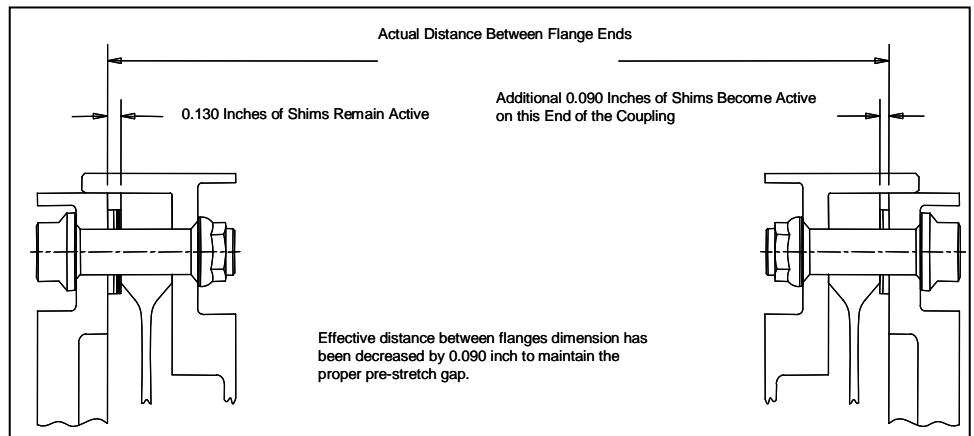 Actual Distance Between Flange Ends
0.130 Inches of Shims Remain Active
Additional 0.090 Inches of Shims Become Active
on this End of the Coupling
Effective distance between flanges dimension has
been decreased by 0.090 inch to maintain the
proper pre-stretch gap.